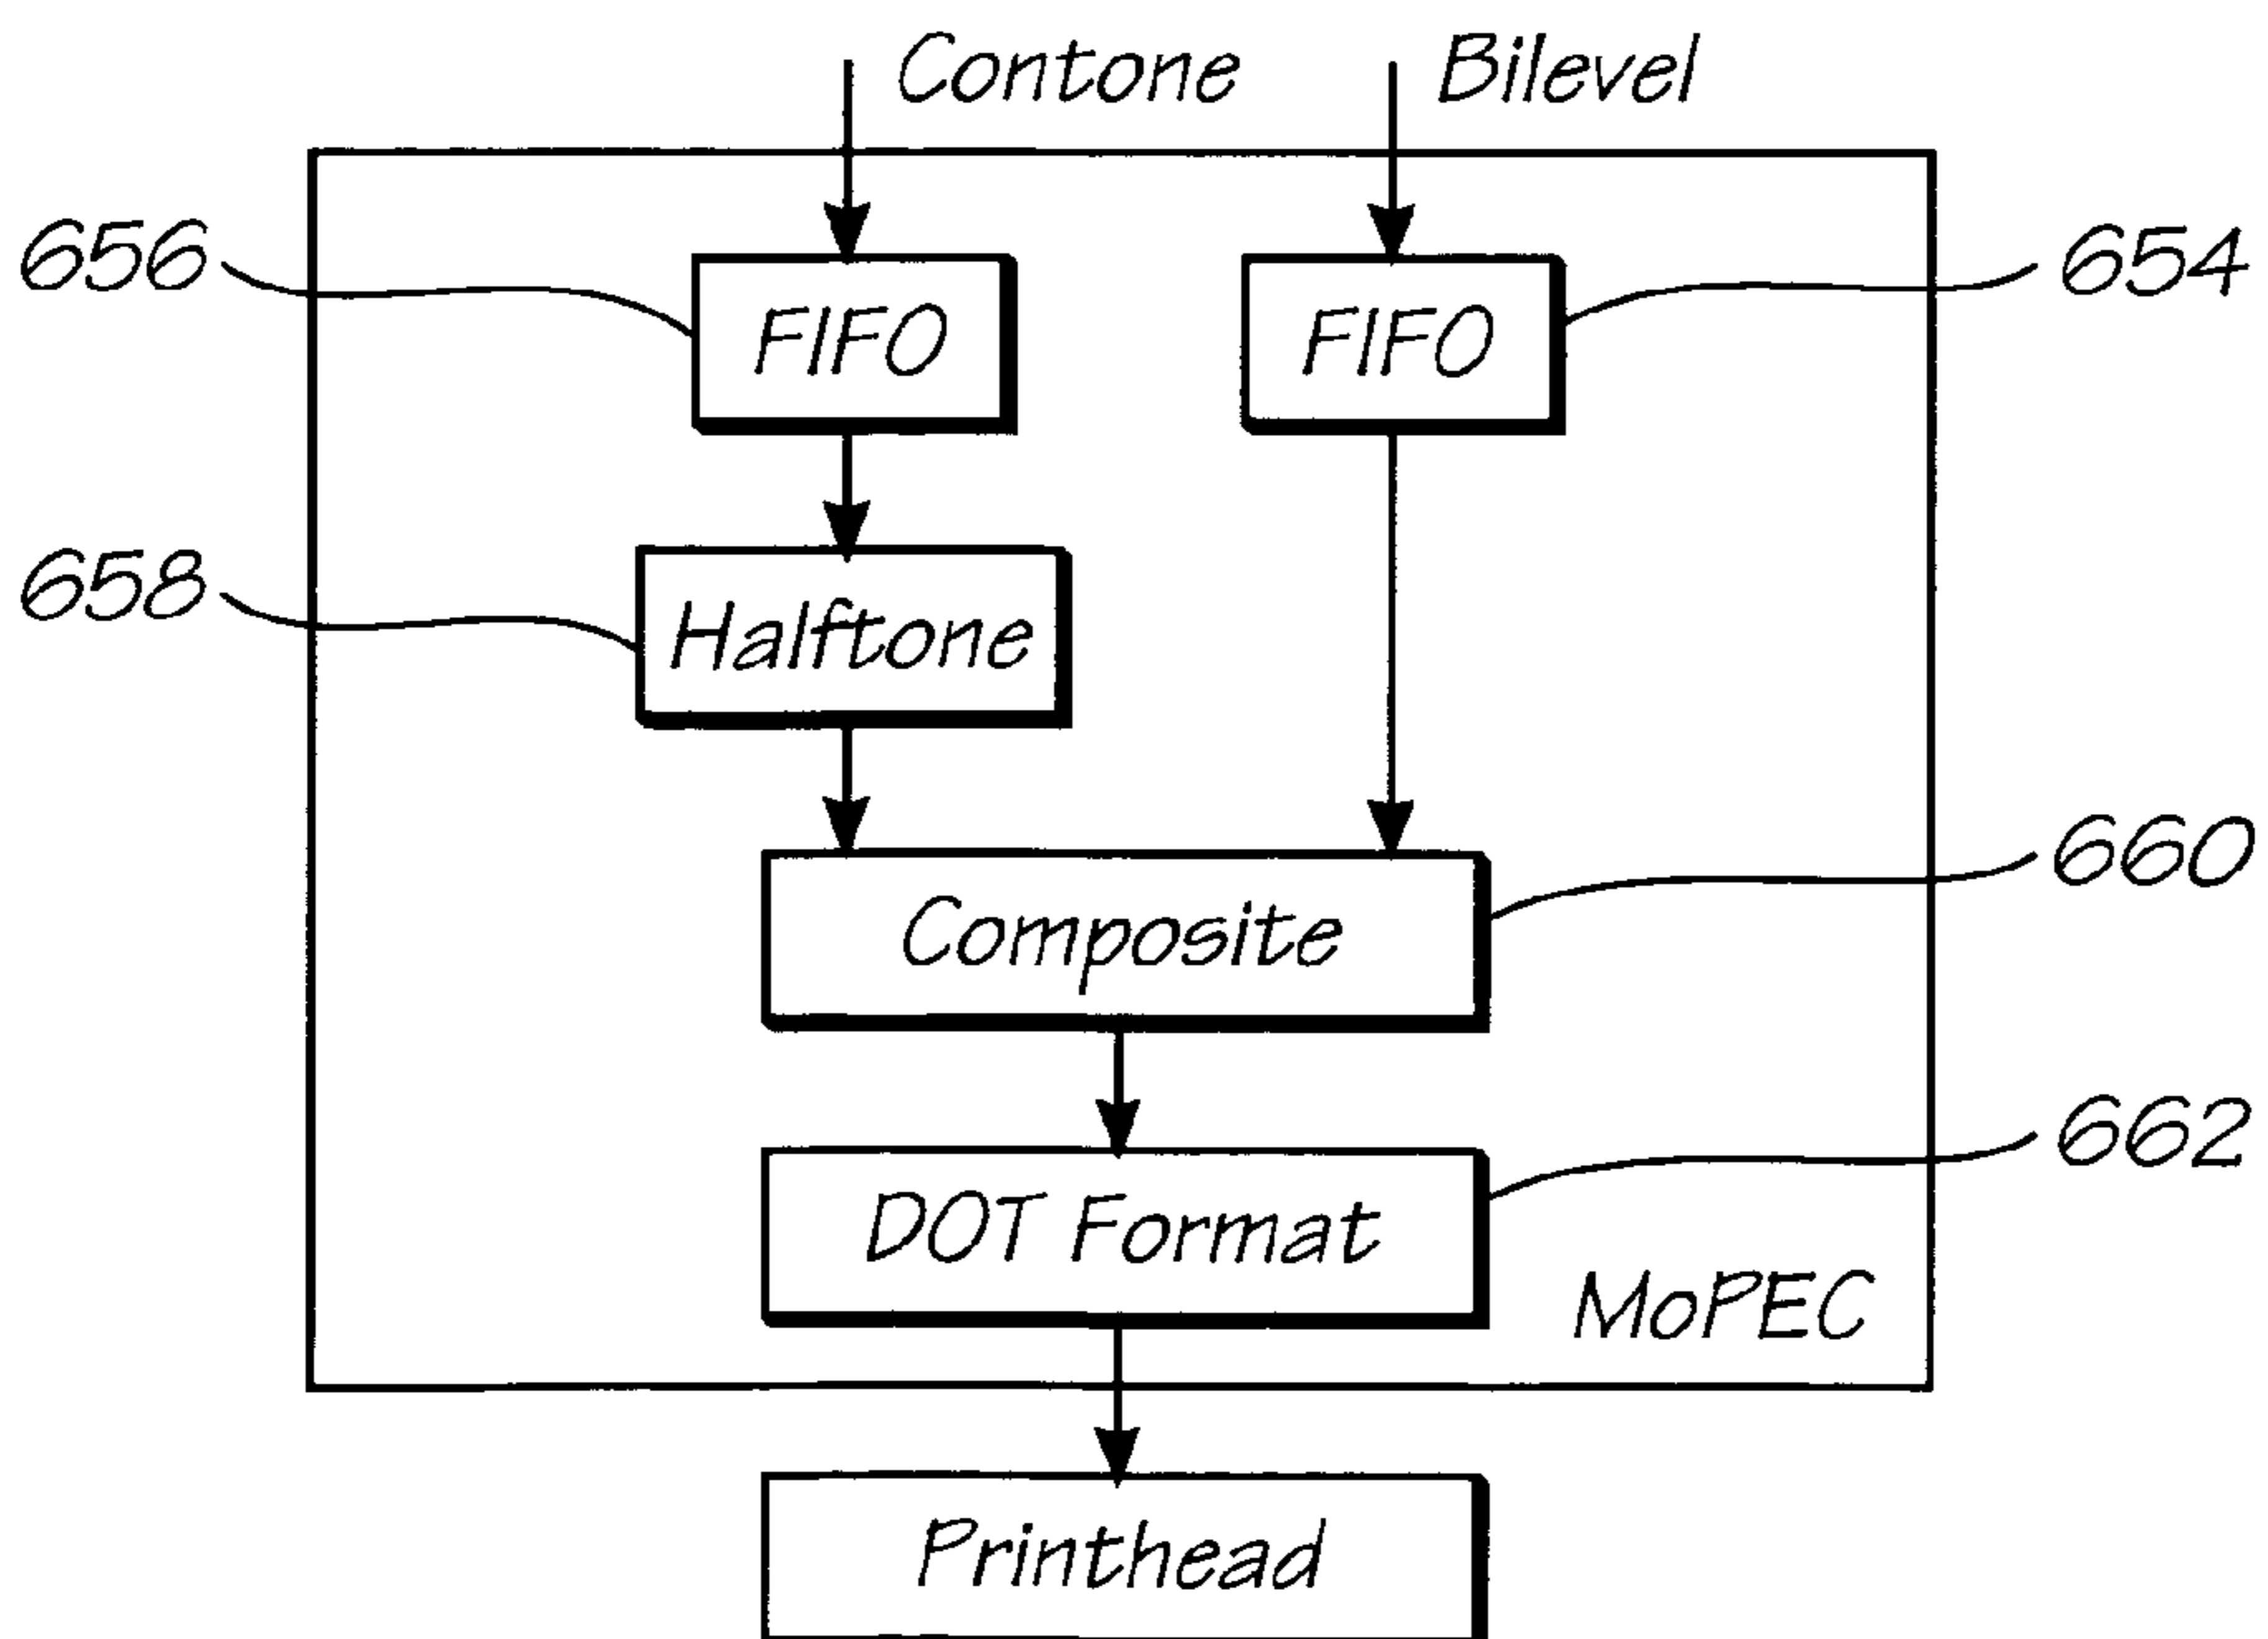 Contone Bilevel
656 FIFO FIFO 654
658 Halftone
Composite 660
DOT Format 662
MoPEC
Printhead